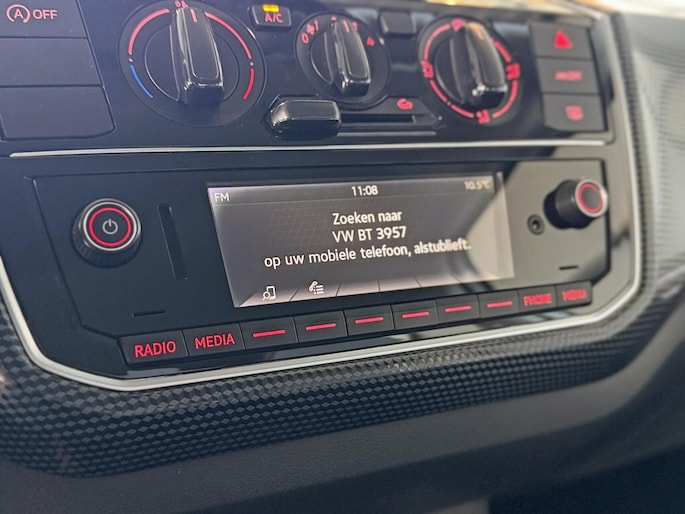 OFF
A/C
FM 11:08 10.5°C
Zoeken naar
VW BT 3957
op uw mobiele telefoon, alstublieft.
RADIO MEDIA PHONE MENU